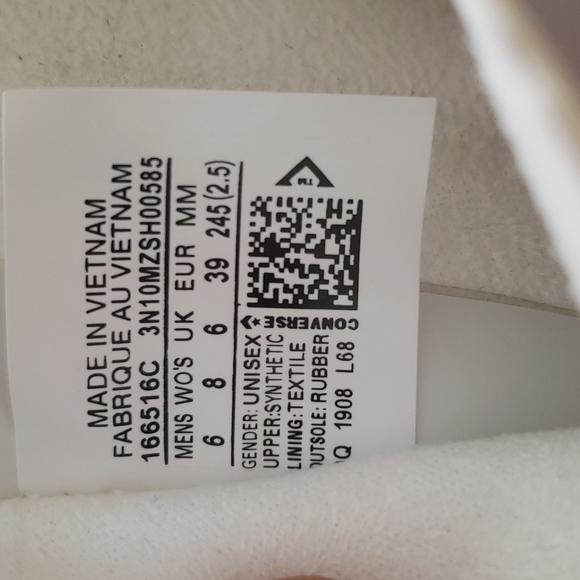 MADE IN VIETNAM
FABRIQUE AU VIETNAM
166516C 3N10MZSH00585
MENS WO'S UK EUR MM
6 8 6 39 245(2.5)
GENDER: UNISEX
UPPER:SYNTHETIC
LINING: TEXTILE
OUTSOLE: RUBBER
1908 L68
CONVERSE
TM